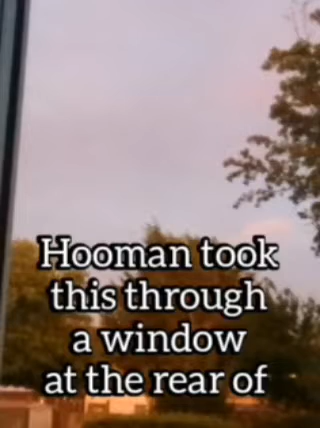 Hooman took
this through
a window
at the rear of